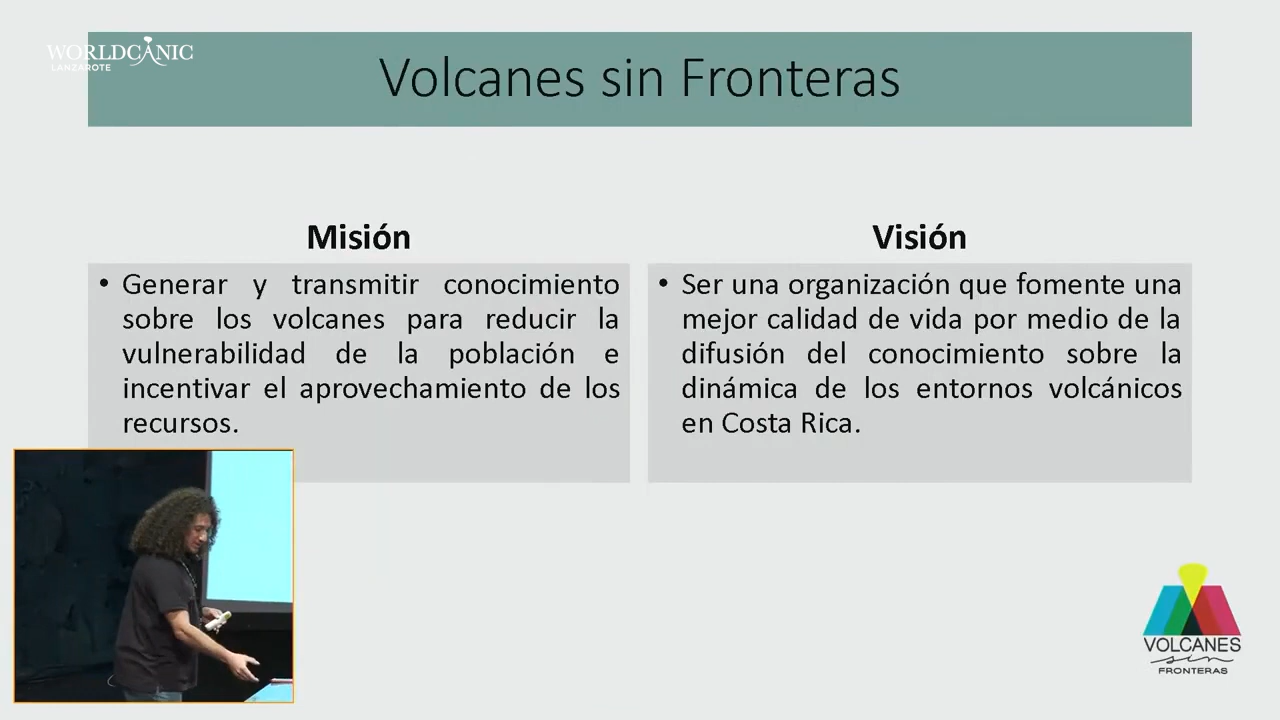 WORLDCANIC
LANZAROTE
Volcanes sin Fronteras
Misión
• Generar y transmitir conocimiento
sobre los volcanes para reducir la
vulnerabilidad de la población e
incentivar el aprovechamiento de los
recursos.
Visión
• Ser una organización que fomente una
mejor calidad de vida por medio de la
difusión del conocimiento sobre la
dinámica de los entornos volcánicos
en Costa Rica.
VOLCANES
sin
FRONTERAS